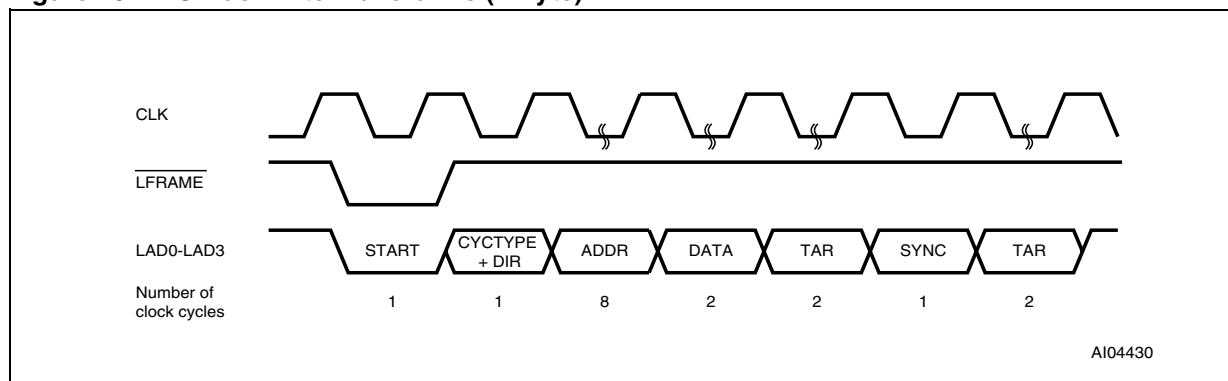 CLK
LFRAME
LAD0-LAD3
START
CYCTYPE
+ DIR
ADDR
DATA
TAR
SYNC
TAR
Number of
clock cycles
1
1
8
2
2
1
2
AI04430